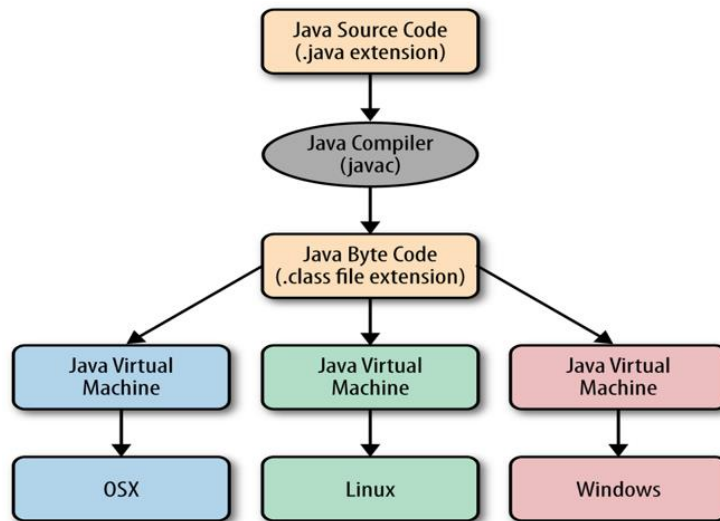 Java Source Code
(.java extension)
Java Compiler
(javac)
Java Byte Code
(.class file extension)
Java Virtual
Machine
Java Virtual
Machine
Java Virtual
Machine
OSX
Linux
Windows